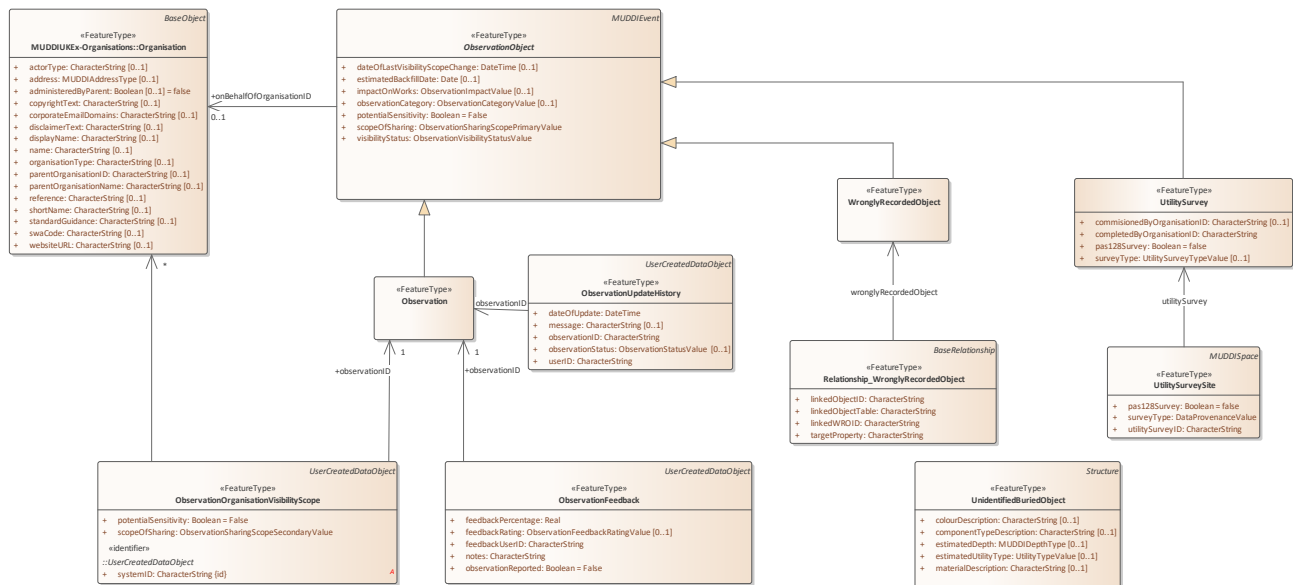 BaseObject
«FeatureType»
MUDDIUKEx-Organisations::Organisation
+ actorType: CharacterString [0..1]
+ address: MUDDIAddressType [0..1]
+ administeredByParent: Boolean [0..1] = false
+ copyrightText: CharacterString [0..1]
+ corporateEmailDomains: CharacterString [0..1]
+ disclaimerText: CharacterString [0..1]
+ displayName: CharacterString [0..1]
+ name: CharacterString [0..1]
+ organisationType: CharacterString [0..1]
+ parentOrganisationID: CharacterString [0..1]
+ parentOrganisationName: CharacterString [0..1]
+ reference: CharacterString [0..1]
+ shortName: CharacterString [0..1]
+ standardGuidance: CharacterString [0..1]
+ swaCode: CharacterString [0..1]
+ websiteURL: CharacterString [0..1]
+onBehalfOfOrganisationID
0..1
MUDDIEvent
«FeatureType»
ObservationObject
+ dateOfLastVisibilityScopeChange: DateTime [0..1]
+ estimatedBackfillDate: Date [0..1]
+ impactOnWorks: ObservationImpactValue [0..1]
+ observationCategory: ObservationCategoryValue [0..1]
+ potentialSensitivity: Boolean = False
+ scopeOfSharing: ObservationSharingScopePrimaryValue
+ visibilityStatus: ObservationVisibilityStatusValue
«FeatureType»
WronglyRecordedObject
«FeatureType»
UtilitySurvey
+ commisionedByOrganisationID: CharacterString [0..1]
+ completedByOrganisationID: CharacterString
+ pas128Survey: Boolean = false
+ surveyType: UtilitySurveyTypeValue [0..1]
*
«FeatureType»
Observation
observationID
UserCreatedDataObject
«FeatureType»
ObservationUpdateHistory
+ dateOfUpdate: DateTime
+ message: CharacterString [0..1]
+ observationID: CharacterString
+ observationStatus: ObservationStatusValue [0..1]
+ userID: CharacterString
wronglyRecordedObject
utilitySurvey
1
+observationID
1
+observationID
BaseRelationship
«FeatureType»
Relationship_WronglyRecordedObject
+ linkedObjectID: CharacterString
+ linkedObjectTable: CharacterString
+ linkedWROID: CharacterString
+ targetProperty: CharacterString
MUDDISpace
«FeatureType»
UtilitySurveySite
+ pas128Survey: Boolean = false
+ surveyType: DataProvenanceValue
+ utilitySurveyID: CharacterString
UserCreatedDataObject
«FeatureType»
ObservationOrganisationVisibilityScope
+ potentialSensitivity: Boolean = False
+ scopeOfSharing: ObservationSharingScopeSecondaryValue
«identifier»
::UserCreatedDataObject
+ systemID: CharacterString {id}
A
UserCreatedDataObject
«FeatureType»
ObservationFeedback
+ feedbackPercentage: Real
+ feedbackRating: ObservationFeedbackRatingValue [0..1]
+ feedbackUserID: CharacterString
+ notes: CharacterString
+ observationReported: Boolean = False
Structure
«FeatureType»
UnidentifiedBuriedObject
+ colourDescription: CharacterString [0..1]
+ componentTypeDescription: CharacterString [0..1]
+ estimatedDepth: MUDDIDepthType [0..1]
+ estimatedUtilityType: UtilityTypeValue [0..1]
+ materialDescription: CharacterString [0..1]